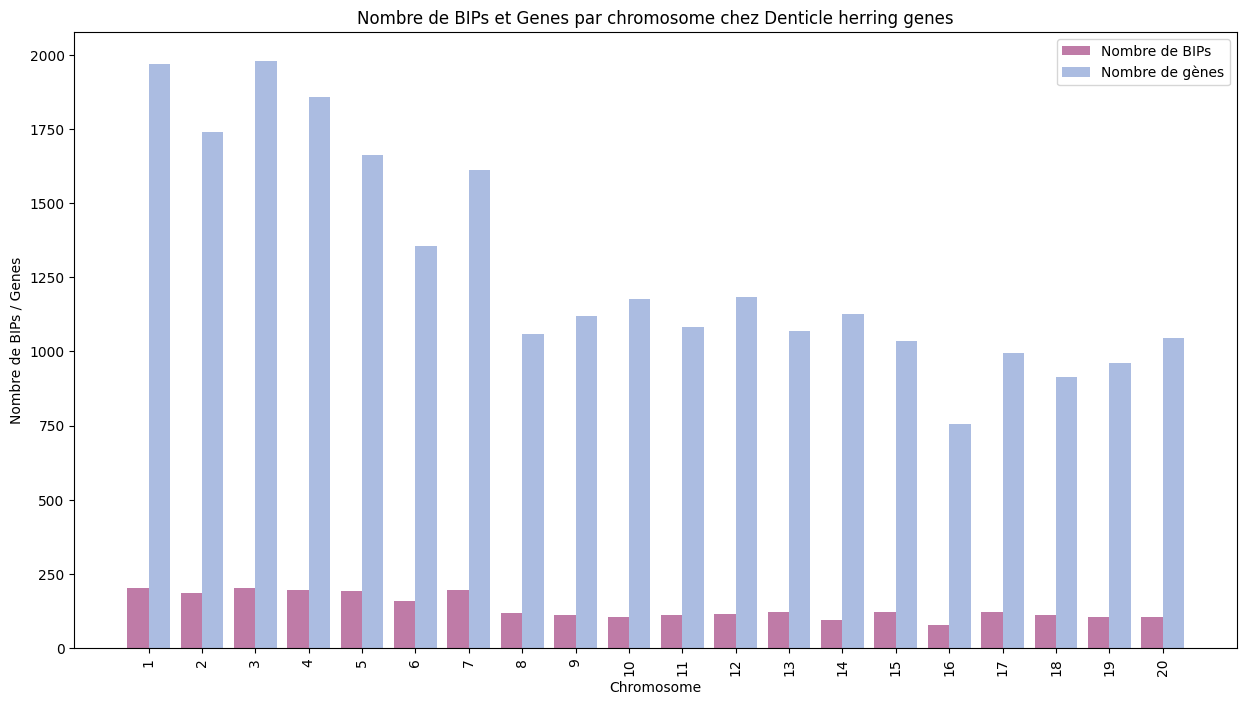 Nombre de BIPs et Genes par chromosome chez Denticle herring genes
Nombre de BIPs
Nombre de gènes
Nombre de BIPs / Genes
2000
1750
1500
1250
1000
750
500
250
0
1 2 3 4 5 6 7 8 9 10 11 12 13 14 15 16 17 18 19 20
Chromosome